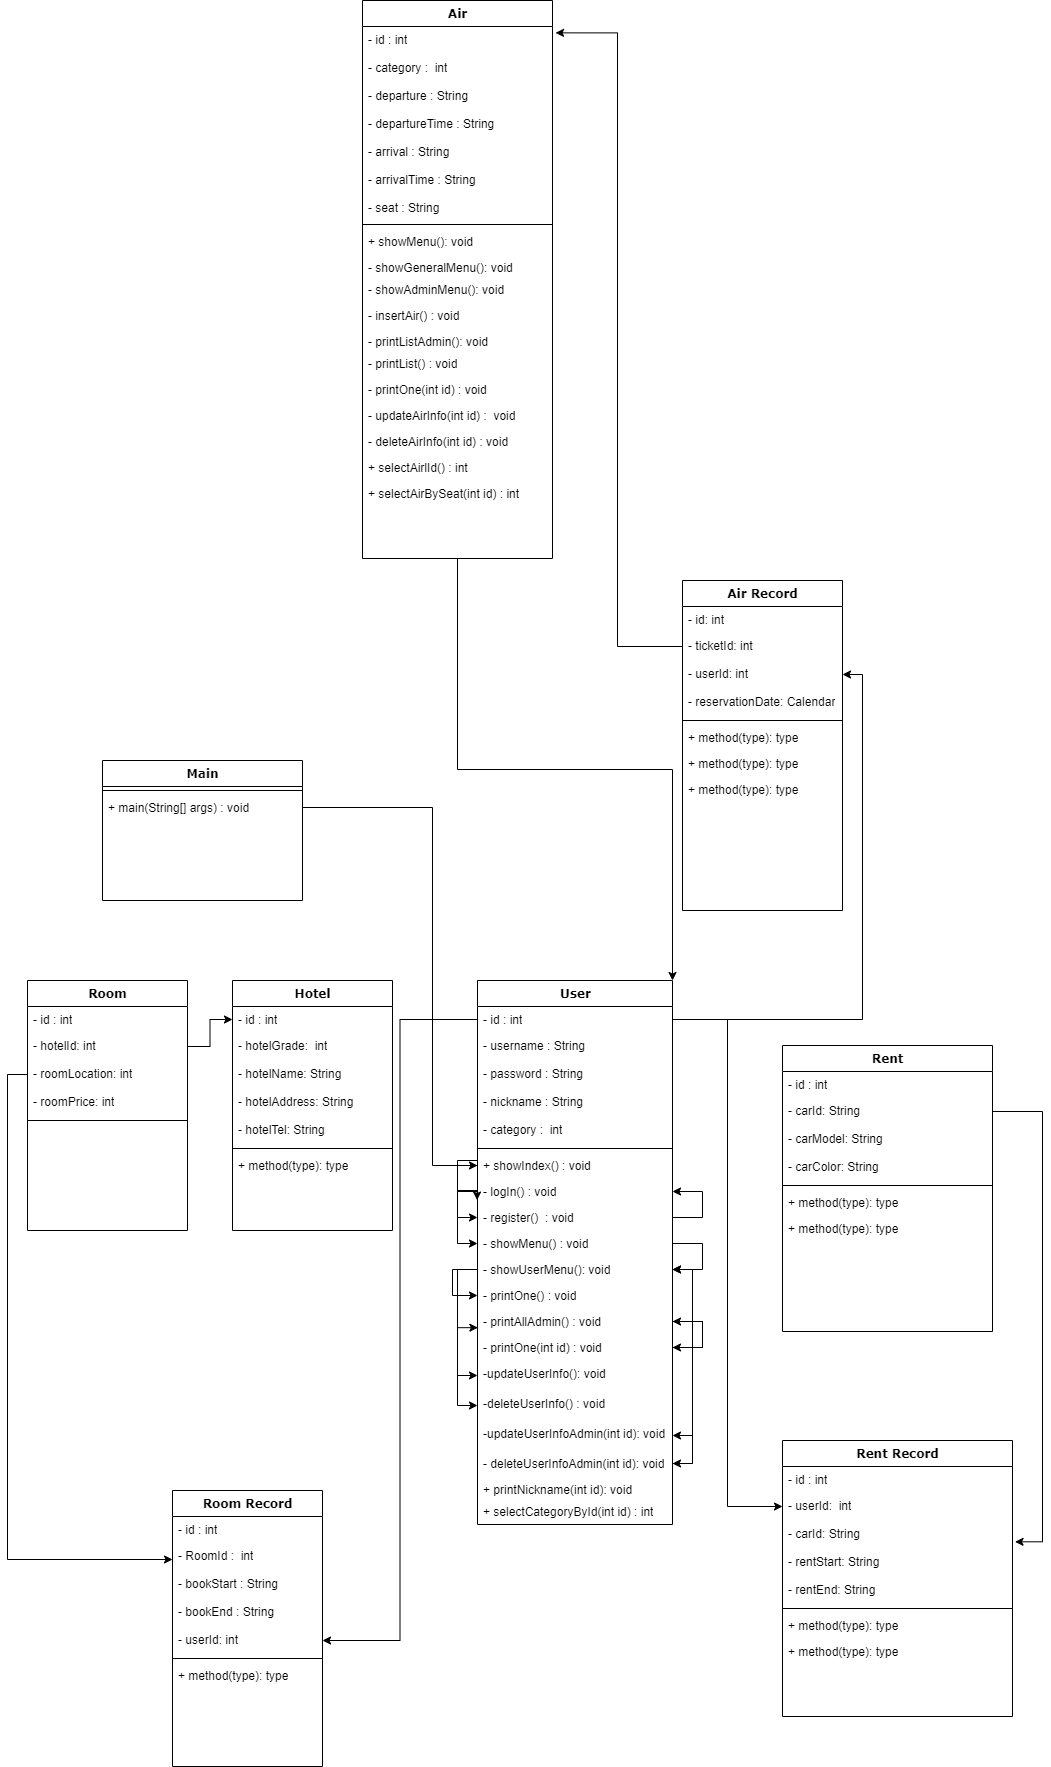 Air
- id : int
- category :  int
- departure : String
- departureTime : String
- arrival : String
- arrivalTime : String
- seat : String
+ showMenu(): void
- showGeneralMenu(): void
- showAdminMenu(): void
- insertAir() : void
- printListAdmin(): void
- printList() : void
- printOne(int id) : void
- updateAirInfo(int id) :  void
- deleteAirInfo(int id) : void
+ selectAirIId() : int
+ selectAirBySeat(int id) : int
Air Record
- id: int
- ticketId: int
- userId: int
- reservationDate: Calendar
+ method(type): type
+ method(type): type
+ method(type): type
Main
+ main(String[] args) : void
Room
- id : int
- hotelId: int
- roomLocation: int
- roomPrice: int
Hotel
- id : int
- hotelGrade:  int
- hotelName: String
- hotelAddress: String
- hotelTel: String
+ method(type): type
User
- id : int
- username : String
- password : String
- nickname : String
- category :  int
+ showIndex() : void
- logIn() : void
- register()  : void
- showMenu() : void
- showUserMenu(): void
- printOne() : void
- printAllAdmin() : void
- printOne(int id) : void
-updateUserInfo(): void
-deleteUserInfo() : void
-updateUserInfoAdmin(int id): void
- deleteUserInfoAdmin(int id): void
+ printNickname(int id): void
+ selectCategoryById(int id) : int
Rent
- id : int
- carId: String
- carModel: String
- carColor: String
+ method(type): type
+ method(type): type
Rent Record
- id : int
- userId:  int
- carId: String
- rentStart: String
- rentEnd: String
+ method(type): type
+ method(type): type
Room Record
- id : int
- RoomId :  int
- bookStart : String
- bookEnd : String
- userId: int
+ method(type): type